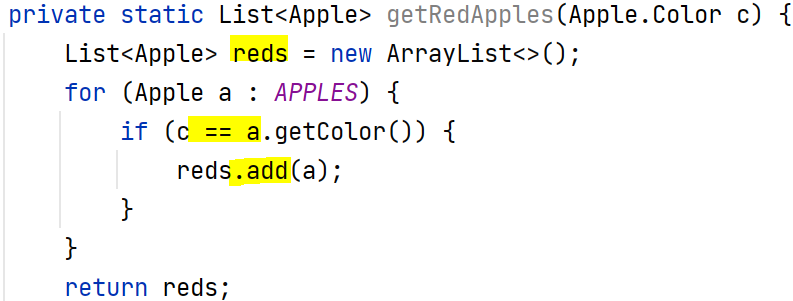 private static List<Apple> getRedApples(Apple.Color c) {
List<Apple> reds = new ArrayList<>();
for (Apple a : APPLES) {
if (c == a.getColor()) {
reds.add(a);
}
}
return reds;